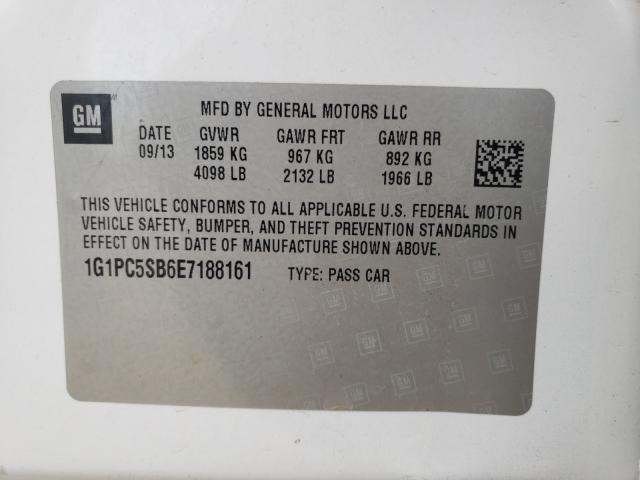 GM
MFD BY GENERAL MOTORS LLC
DATE GVWR GAWR FRT GAWR RR
09/13 1859 KG 967 KG 892 KG
4098 LB 2132 LB 1966 LB
THIS VEHICLE CONFORMS TO ALL APPLICABLE U.S. FEDERAL MOTOR
VEHICLE SAFETY, BUMPER, AND THEFT PREVENTION STANDARDS IN
EFFECT ON THE DATE OF MANUFACTURE SHOWN ABOVE.
1G1PC5SB6E7188161 TYPE: PASS CAR